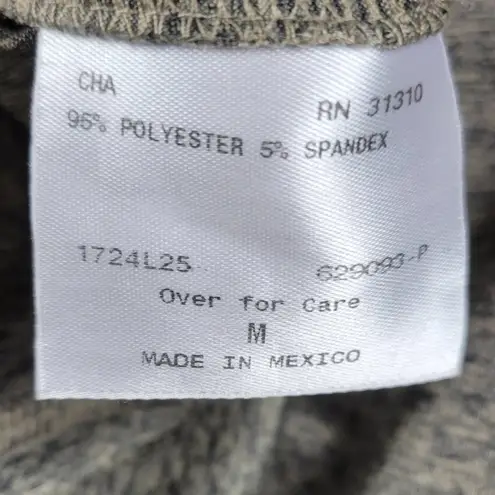 CHA
RN 31310
95% POLYESTER 5% SPANDEX
1724L25
629093-P
Over for Care
M
MADE IN MEXICO